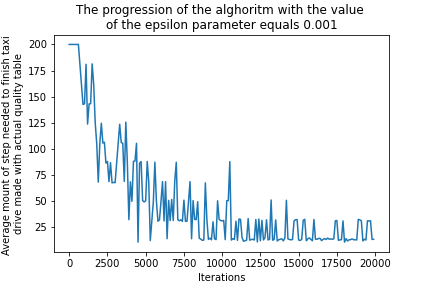 The progression of the alghoritm with the value
of the epsilon parameter equals 0.001
Average mount of step needed to finish taxi
drive made with actual quality table
200
175
150
125
100
75
50
25
0 2500 5000 7500 10000 12500 15000 17500 20000
Iterations